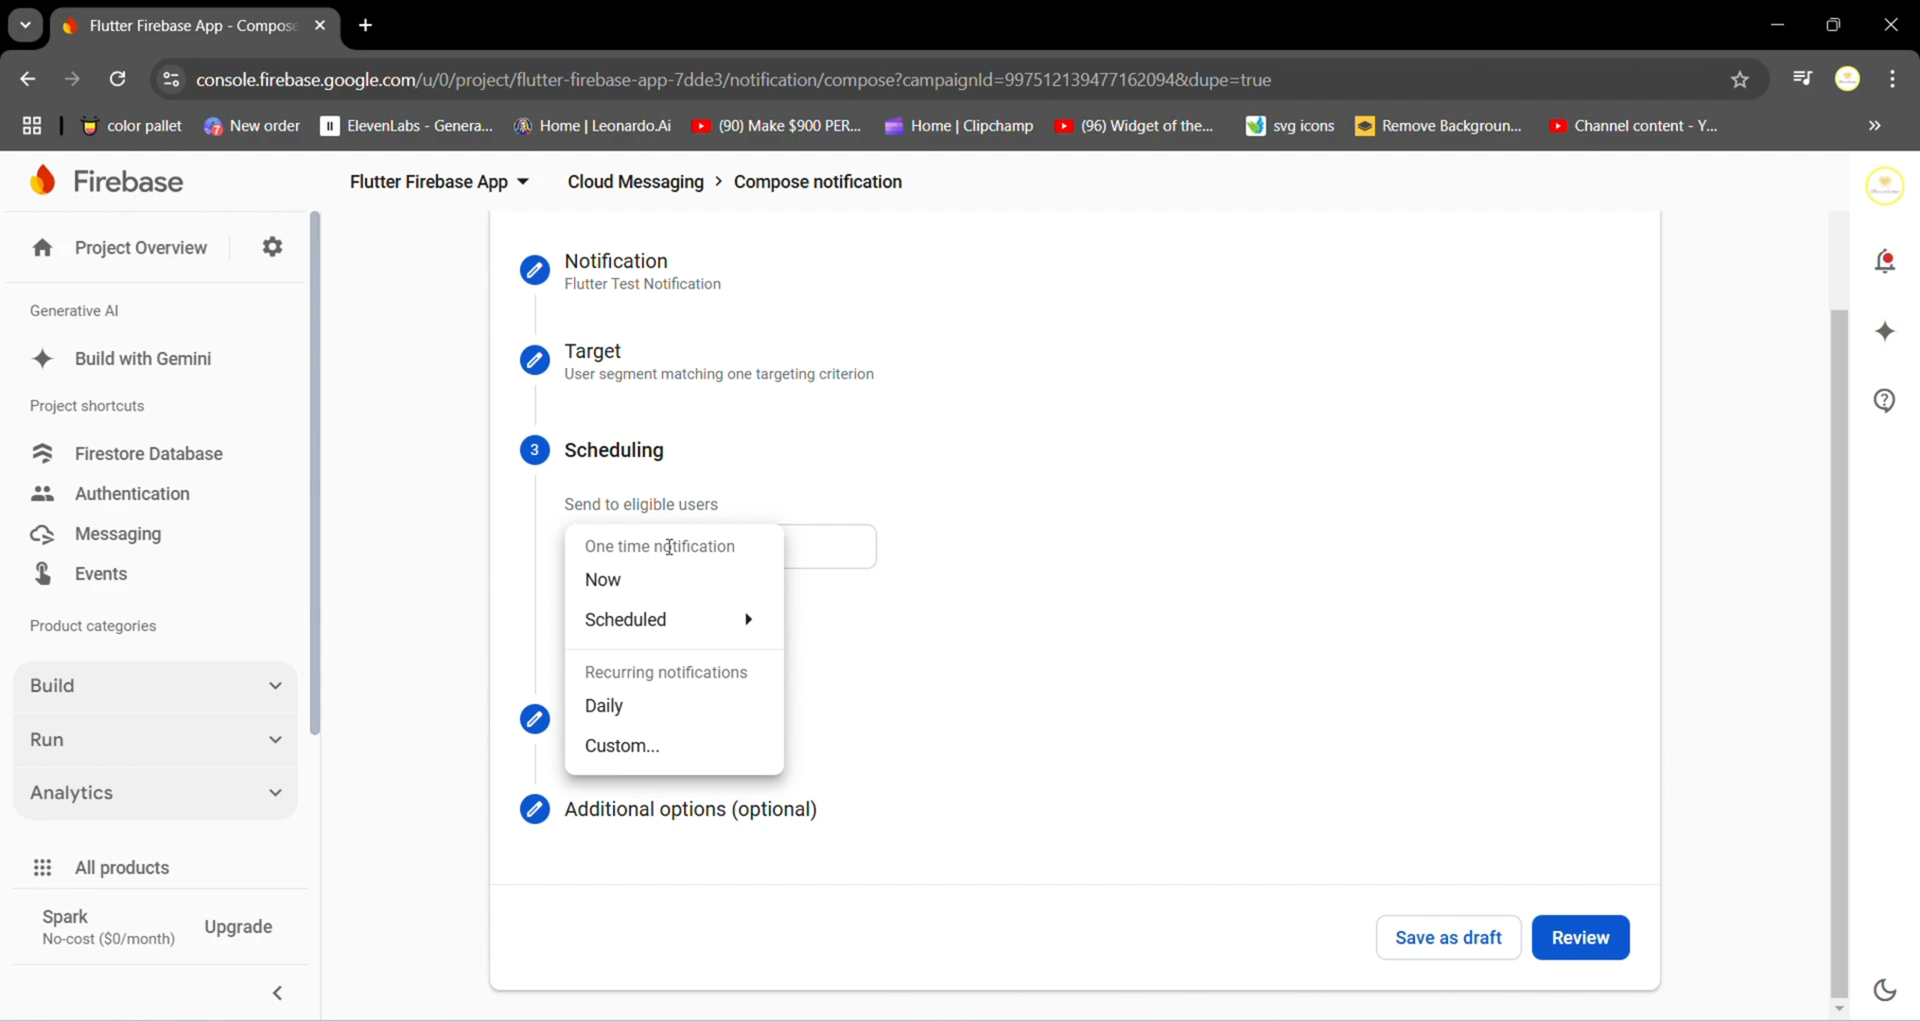 Flutter Firebase App - Compose
console.firebase.google.com/u/0/project/flutter-firebase-app-7dde3/notification/compose?campaignId=997512139477162094&dupe=true
color pallet
New order
ElevenLabs - Genera...
Home | Leonardo.Ai
(90) Make $900 PER...
Home | Clipchamp
(96) Widget of the...
svg icons
Remove Backgroun...
Channel content - Y...
Firebase
Flutter Firebase App
Cloud Messaging > Compose notification
Project Overview
Generative AI
Build with Gemini
Project shortcuts
Firestore Database
Authentication
Messaging
Events
Product categories
Build
Run
Analytics
All products
Spark
No-cost ($0/month)
Upgrade
Notification
Flutter Test Notification
Target
User segment matching one targeting criterion
3 Scheduling
Send to eligible users
One time notification
Now
Scheduled
Recurring notifications
Daily
Custom...
Additional options (optional)
Save as draft
Review